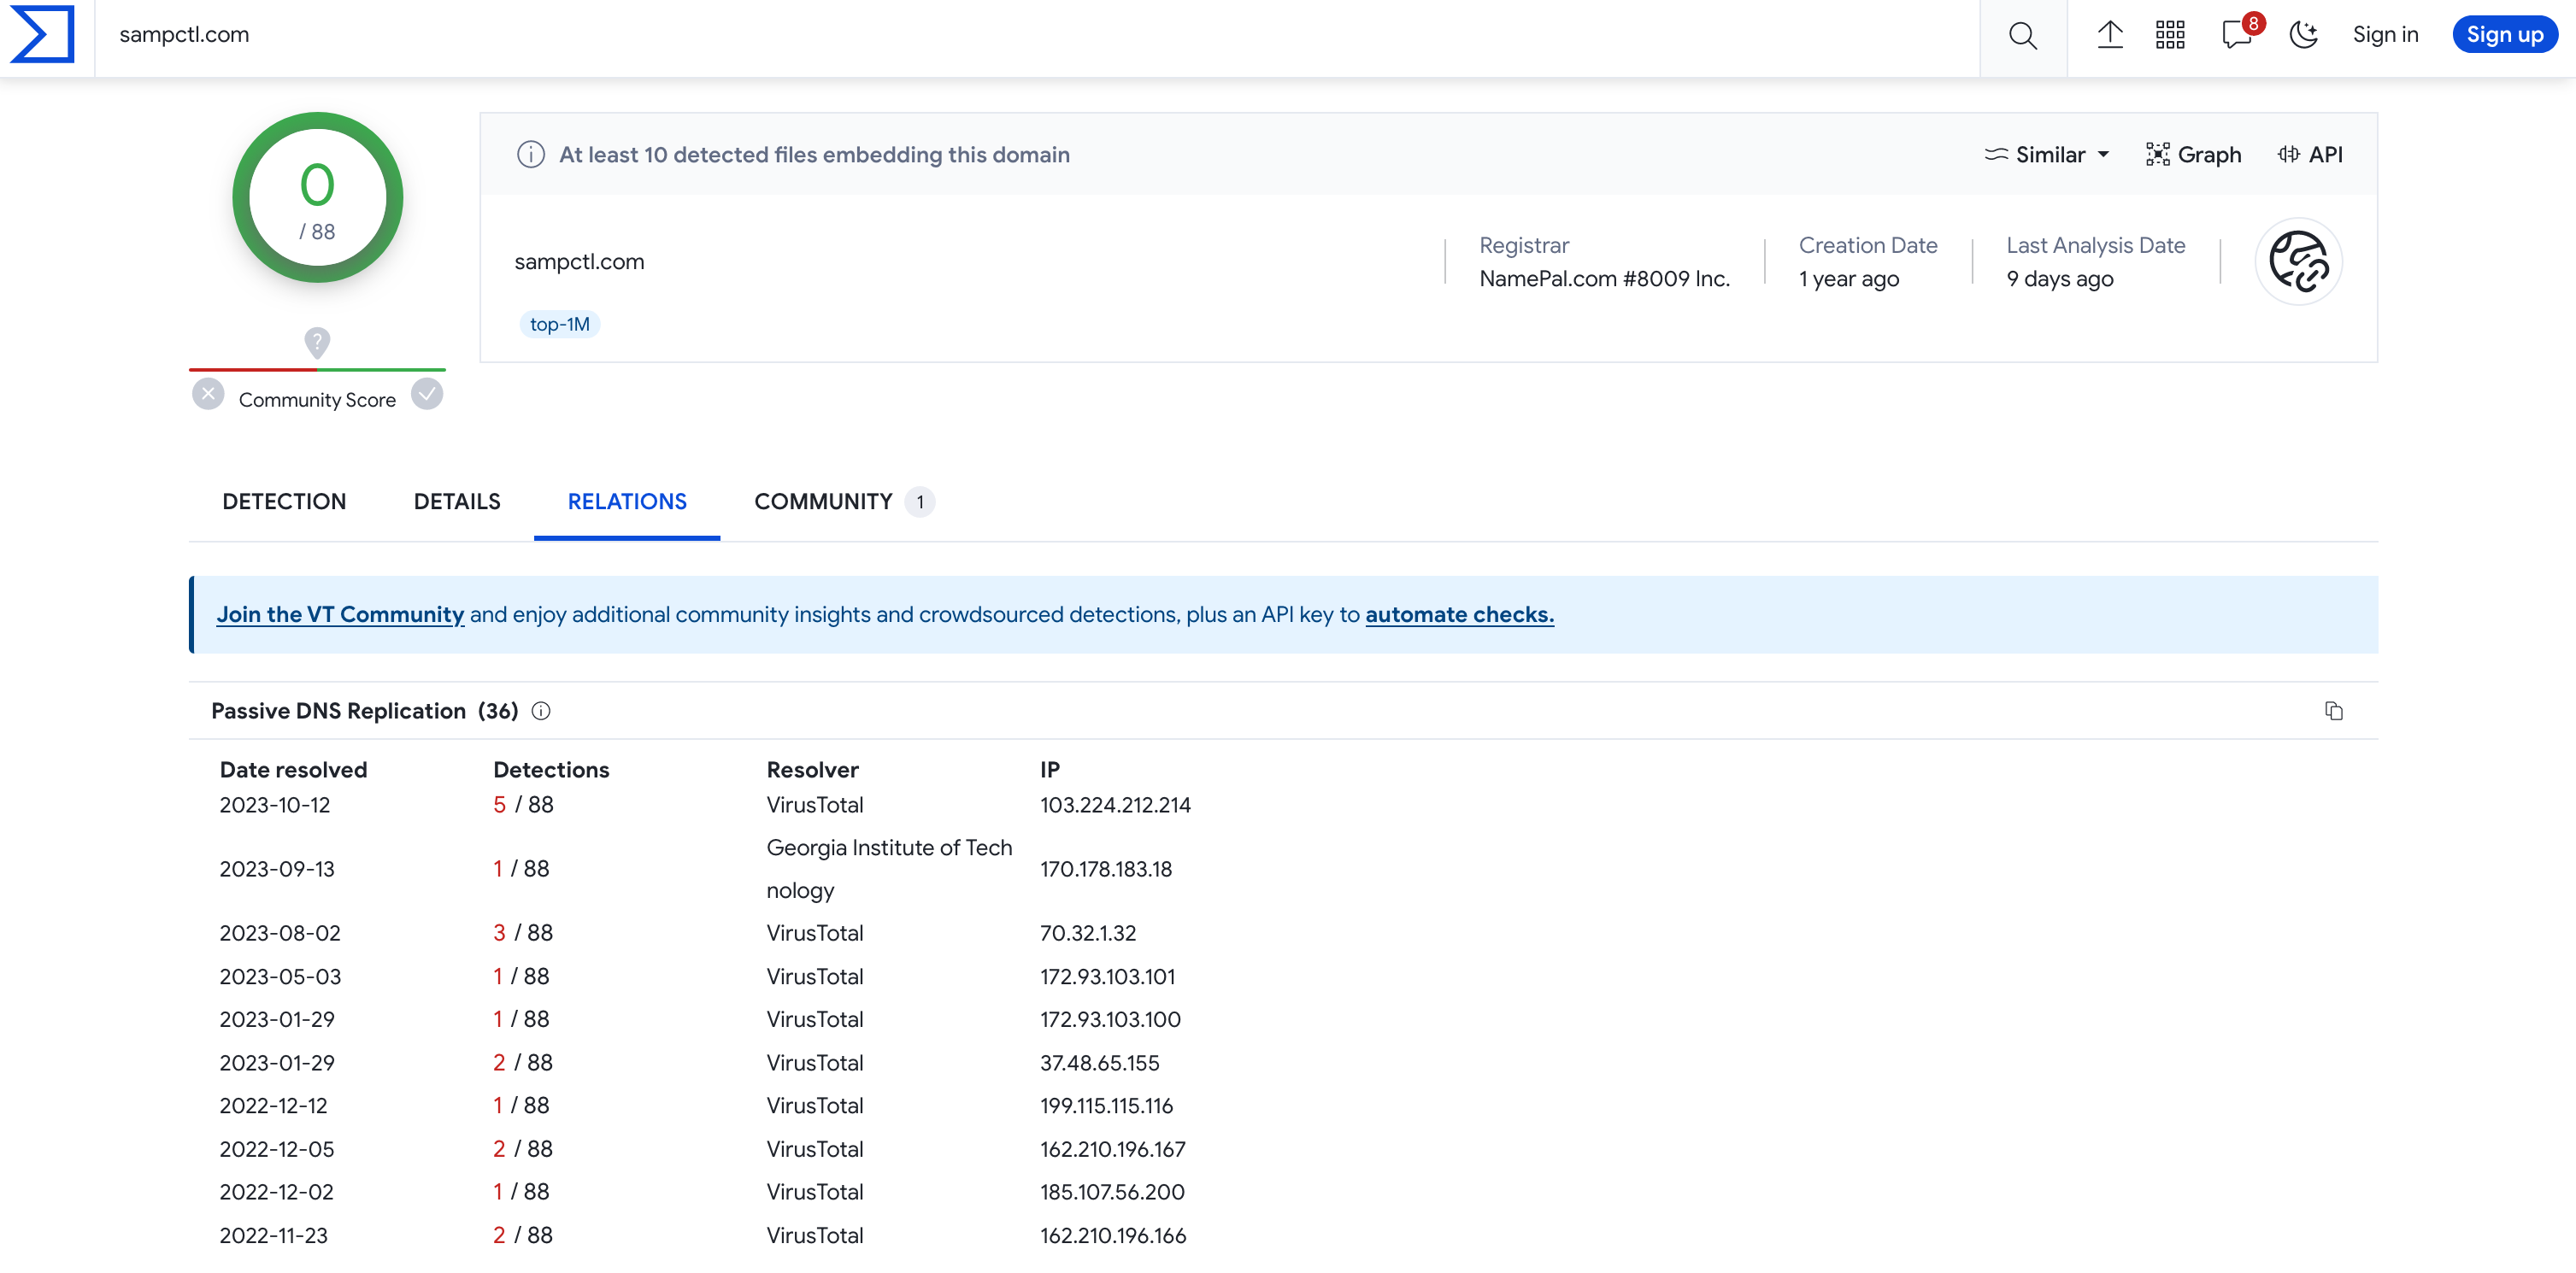 sampctl.com
8
Sign in
Sign up
0
/ 88
?
Community Score
At least 10 detected files embedding this domain
Similar
Graph
API
sampctl.com
top-1M
Registrar
NamePal.com #8009 Inc.
Creation Date
1 year ago
Last Analysis Date
9 days ago
DETECTION DETAILS RELATIONS COMMUNITY 1
Join the VT Community and enjoy additional community insights and crowdsourced detections, plus an API key to automate checks.
Passive DNS Replication (36)
Date resolved Detections Resolver IP
2023-10-12 5 / 88 VirusTotal 103.224.212.214
2023-09-13 1 / 88 Georgia Institute of Tech
nology 170.178.183.18
2023-08-02 3 / 88 VirusTotal 70.32.1.32
2023-05-03 1 / 88 VirusTotal 172.93.103.101
2023-01-29 1 / 88 VirusTotal 172.93.103.100
2023-01-29 2 / 88 VirusTotal 37.48.65.155
2022-12-12 1 / 88 VirusTotal 199.115.115.116
2022-12-05 2 / 88 VirusTotal 162.210.196.167
2022-12-02 1 / 88 VirusTotal 185.107.56.200
2022-11-23 2 / 88 VirusTotal 162.210.196.166